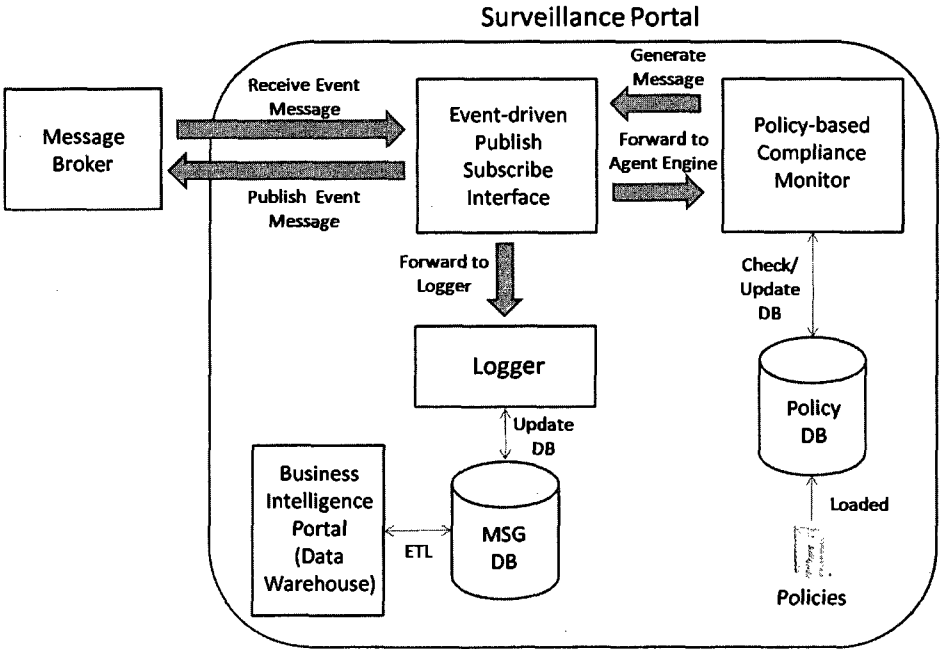 Surveillance Portal
Message
Broker
Receive Event
Message
Publish Event
Message
Event-driven
Publish
Subscribe
Interface
Generate
Message
Forward to
Agent Engine
Policy-based
Compliance
Monitor
Forward to
Logger
Check/
Update
DB
Logger
Update
DB
Policy
DB
Business
Intelligence
Portal
(Data
Warehouse)
ETL
MSG
DB
Loaded
Policies